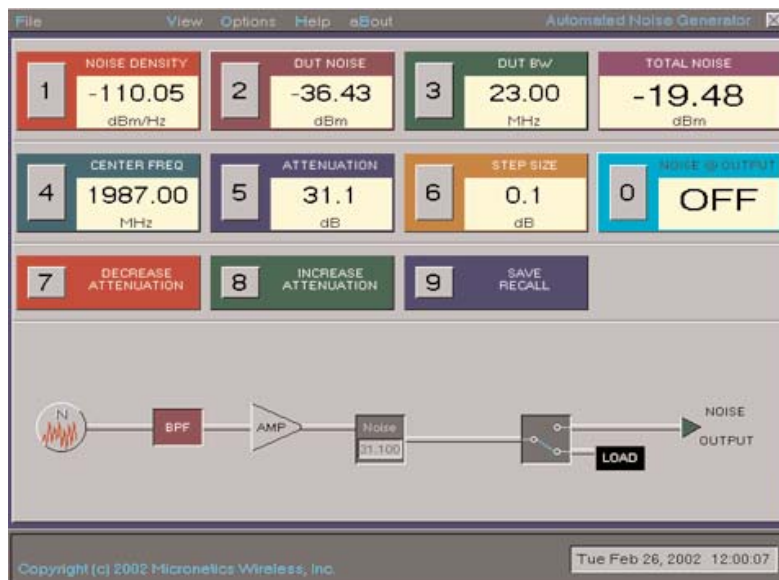 File View Options Help aBout Automated Noise Generator X
1 NOISE DENSITY -110.05 dBm/Hz
2 DUT NOISE -36.43 dBm
3 DUT BW 23.00 MHz
TOTAL NOISE -19.48 dBm
4 CENTER FREQ 1987.00 MHz
5 ATTENUATION 31.1 dB
6 STEP SIZE 0.1 dB
0 NOISE @ OUTPUT OFF
7 DECREASE ATTENUATION
8 INCREASE ATTENUATION
9 SAVE RECALL
N
BPF
AMP
Noise
31.100
LOAD
NOISE
OUTPUT
Copyright (c) 2002 Micronetics Wireless, Inc.
Tue Feb 26, 2002 12:00:07